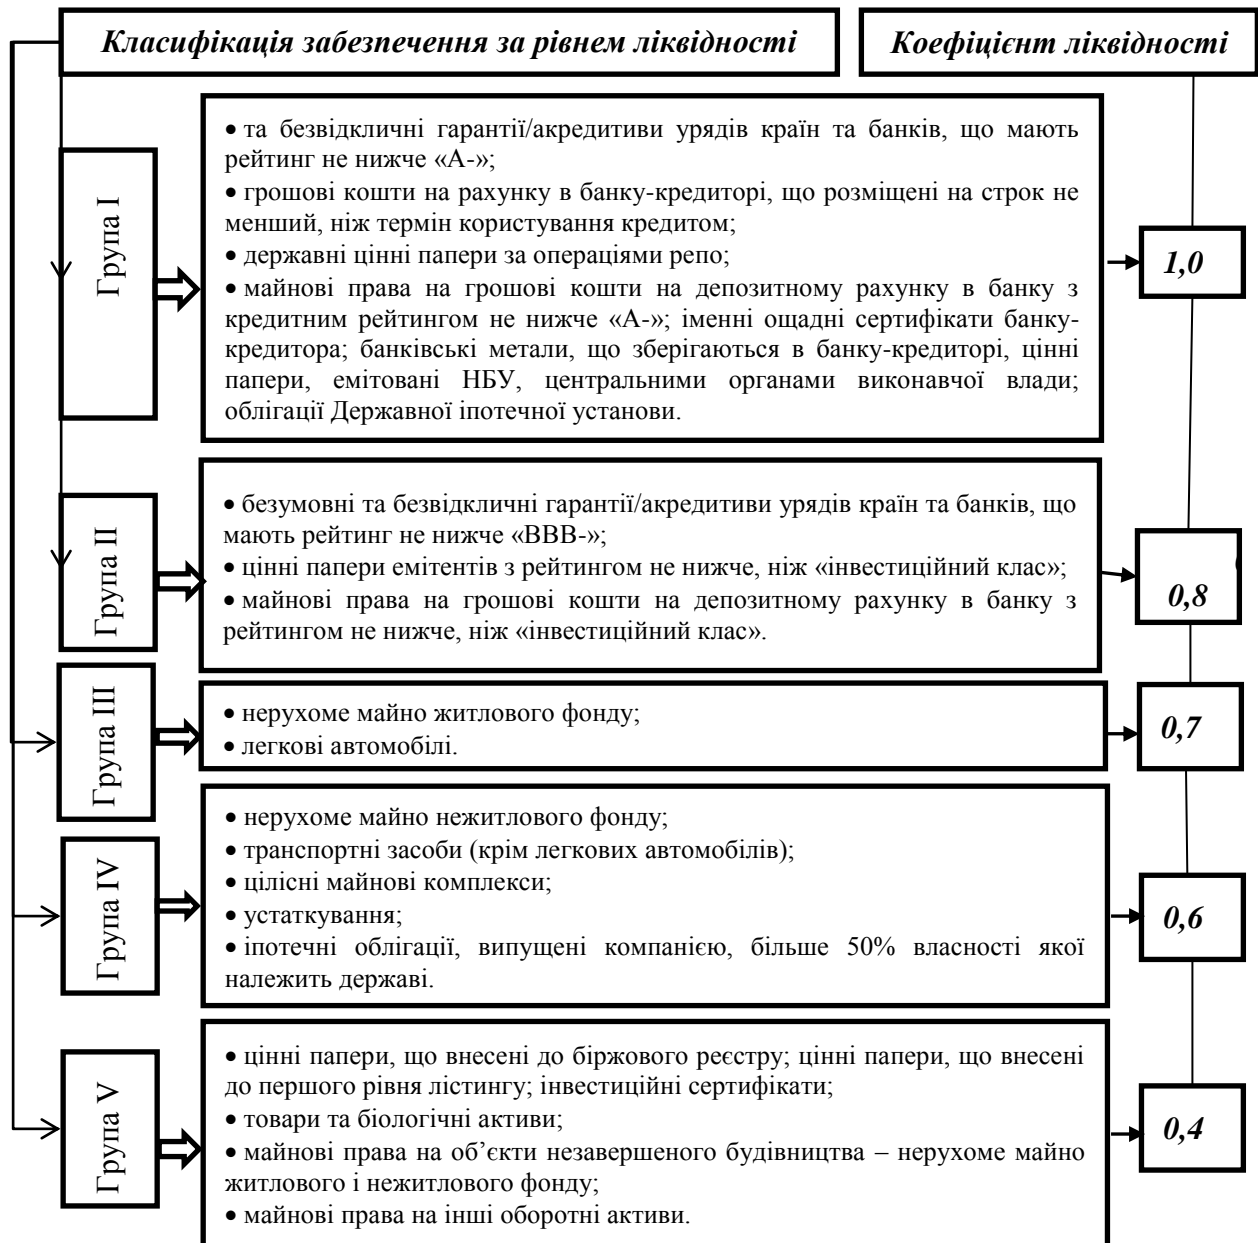 Класифікація забезпечення за рівнем ліквідності
Коефіцієнт ліквідності
Група I
• та безвідкличні гарантії/акредитиви урядів країн та банків, що мають
рейтинг не нижче «А-»;
• грошові кошти на рахунку в банку-кредиторі, що розміщені на строк не
менший, ніж термін користування кредитом;
• державні цінні папери за операціями репо;
• майнові права на грошові кошти на депозитному рахунку в банку з
кредитним рейтингом не нижче «А-»; іменні ощадні сертифікати банку-
кредитора; банківські метали, що зберігаються в банку-кредиторі, цінні
папери, емітовані НБУ, центральними органами виконавчої влади;
облігації Державної іпотечної установи.
1,0
Група II
• безумовні та безвідкличні гарантії/акредитиви урядів країн та банків, що
мають рейтинг не нижче «ВВВ-»;
• цінні папери емітентів з рейтингом не нижче, ніж «інвестиційний клас»;
• майнові права на грошові кошти на депозитному рахунку в банку з
рейтингом не нижче, ніж «інвестиційний клас».
0,8
Група III
• нерухоме майно житлового фонду;
• легкові автомобілі.
0,7
Група IV
• нерухоме майно нежитлового фонду;
• транспортні засоби (крім легкових автомобілів);
• цілісні майнові комплекси;
• устаткування;
• іпотечні облігації, випущені компанією, більше 50% власності якої
належить державі.
0,6
Група V
• цінні папери, що внесені до біржового реєстру; цінні папери, що внесені
до першого рівня лістингу; інвестиційні сертифікати;
• товари та біологічні активи;
• майнові права на об’єкти незавершеного будівництва – нерухоме майно
житлового і нежитлового фонду;
• майнові права на інші оборотні активи.
0,4